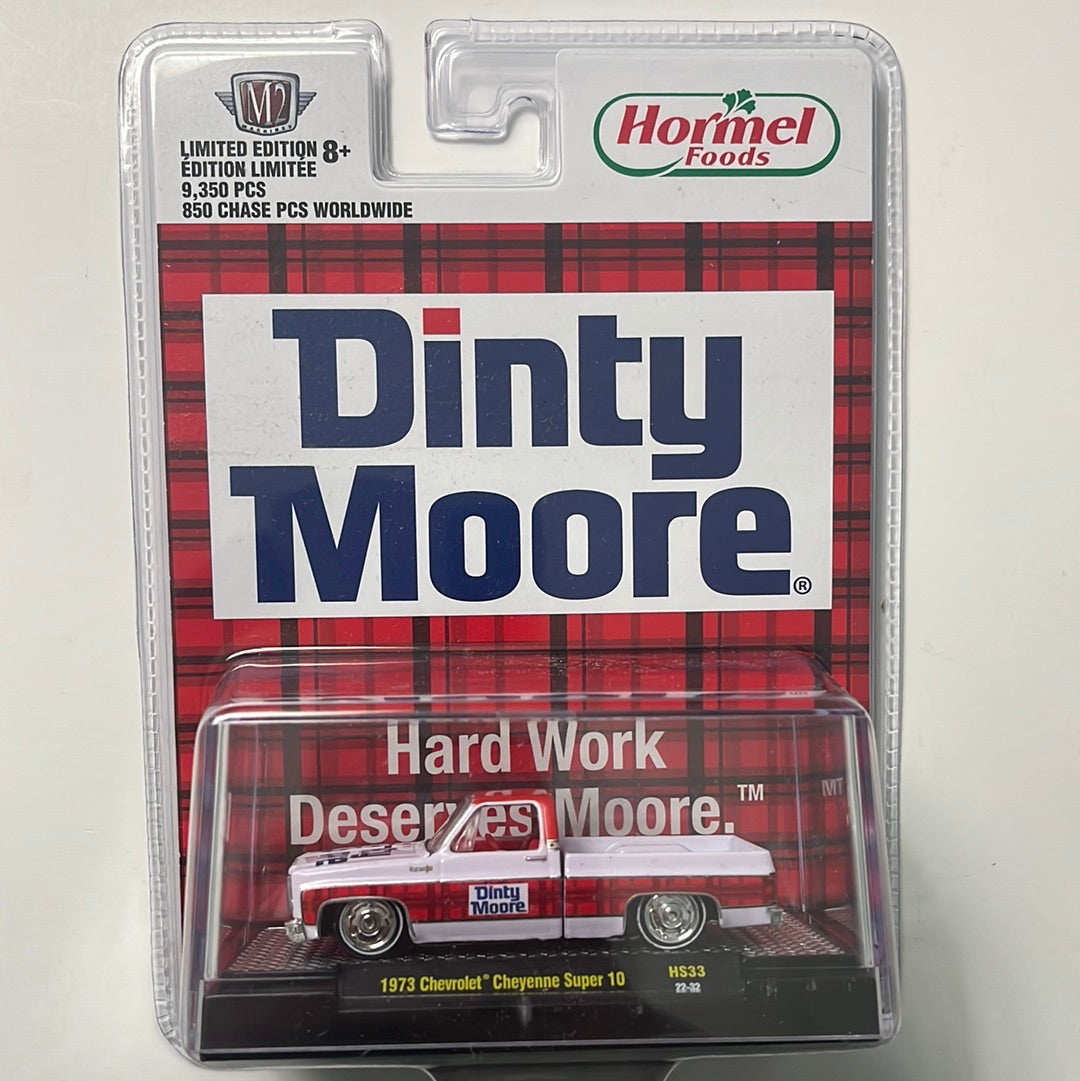 M2
MACHINES
LIMITED EDITION 8+
ÉDITION LIMITÉE
9,350 PCS
850 CHASE PCS WORLDWIDE
Hormel
Foods
Dinty
Moore®
Hard Work
Deserves Moore.™
Dinty
Moore
1973 Chevrolet® Cheyenne Super 10
HS33
22-32